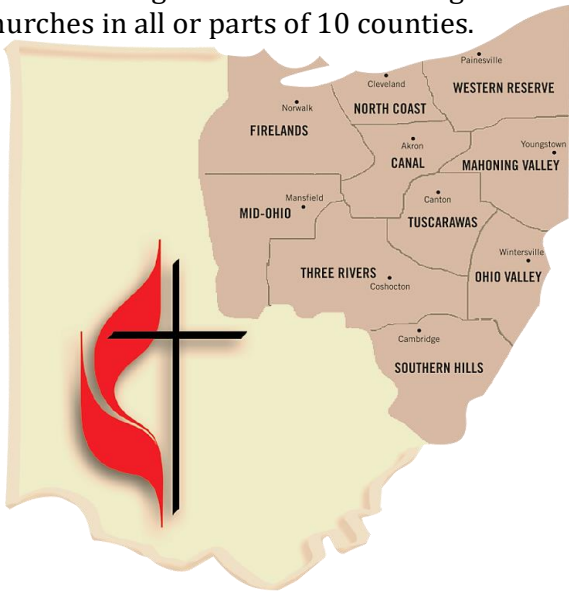 hurches in all or parts of 10 counties.
Painesville
WESTERN RESERVE
Cleveland
NORTH COAST
Norwalk
FIRELANDS
Akron
CANAL
Youngstown
MAHONING VALLEY
Mansfield
MID-OHIO
Canton
TUSCARAWAS
Wintersville
OHIO VALLEY
THREE RIVERS
Coshocton
Cambridge
SOUTHERN HILLS